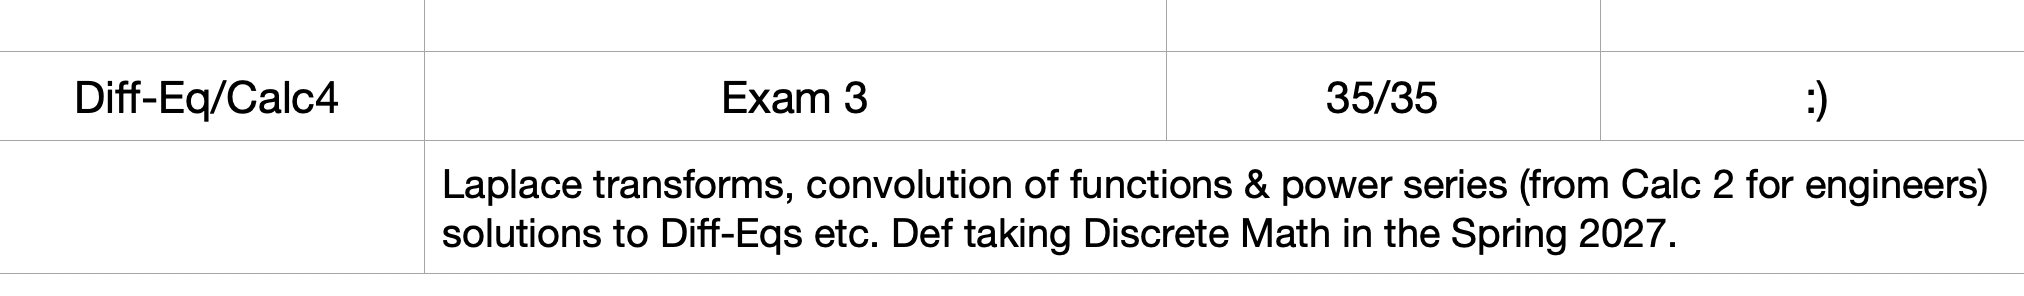 Diff-Eq/Calc4 Exam 3 35/35 :)
Laplace transforms, convolution of functions & power series (from Calc 2 for engineers)
solutions to Diff-Eqs etc. Def taking Discrete Math in the Spring 2027.